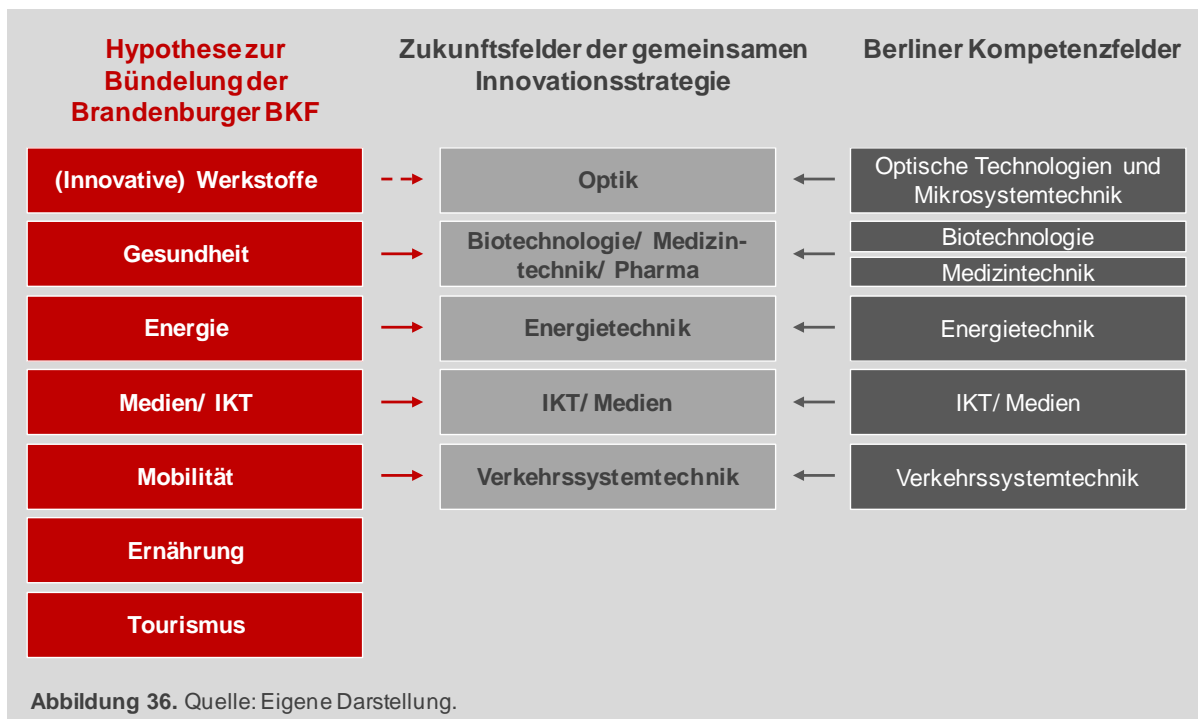 Hypothese zur
Bündelung der
Brandenburger BKF
Zukunftsfelder der gemeinsamen
Innovationsstrategie
Berliner Kompetenzfelder
(Innovative) Werkstoffe
Optik
Optische Technologien und
Mikrosystemtechnik
Gesundheit
Biotechnologie/ Medizin-
technik/ Pharma
Biotechnologie
Medizintechnik
Energie
Energietechnik
Energietechnik
Medien/ IKT
IKT/ Medien
IKT/ Medien
Mobilität
Verkehrssystemtechnik
Verkehrssystemtechnik
Ernährung
Tourismus
Abbildung 36. Quelle: Eigene Darstellung.